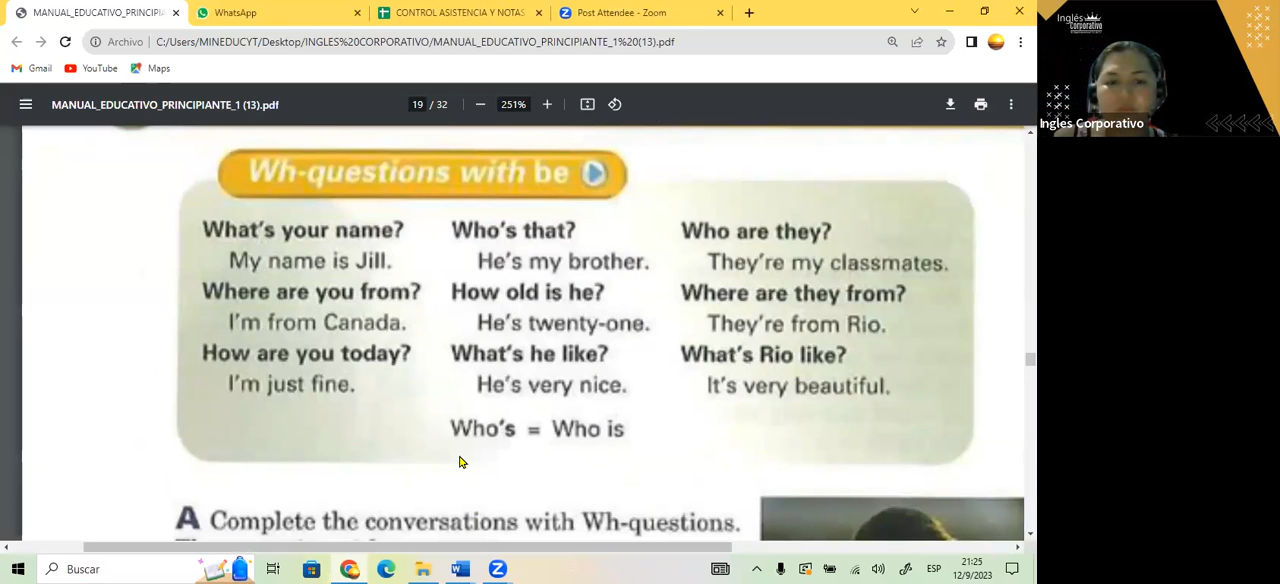 MANUAL_EDUCATIVO_PRINCIPI
WhatsApp
CONTROL ASISTENCIA Y NOTAS
Post Attendee - Zoom
Archivo
C:/Users/MINEDUCYT/Desktop/INGLES%20CORPORATIVO/MANUAL_EDUCATIVO_PRINCIPIANTE_1%20(13).pdf
Gmail
YouTube
Maps
MANUAL_EDUCATIVO_PRINCIPIANTE_1 (13).pdf
19 / 32
251%
Wh-questions with be
What's your name?
My name is Jill.
Where are you from?
I'm from Canada.
How are you today?
I'm just fine.
Who's that?
He's my brother.
How old is he?
He's twenty-one.
What's he like?
He's very nice.
Who's = Who is
Who are they?
They're my classmates.
Where are they from?
They're from Rio.
What's Rio like?
It's very beautiful.
A Complete the conversations with Wh-questions.
Inglés
Corporativo
Ingles Corporativo
Buscar
ESP
21:25
12/9/2023